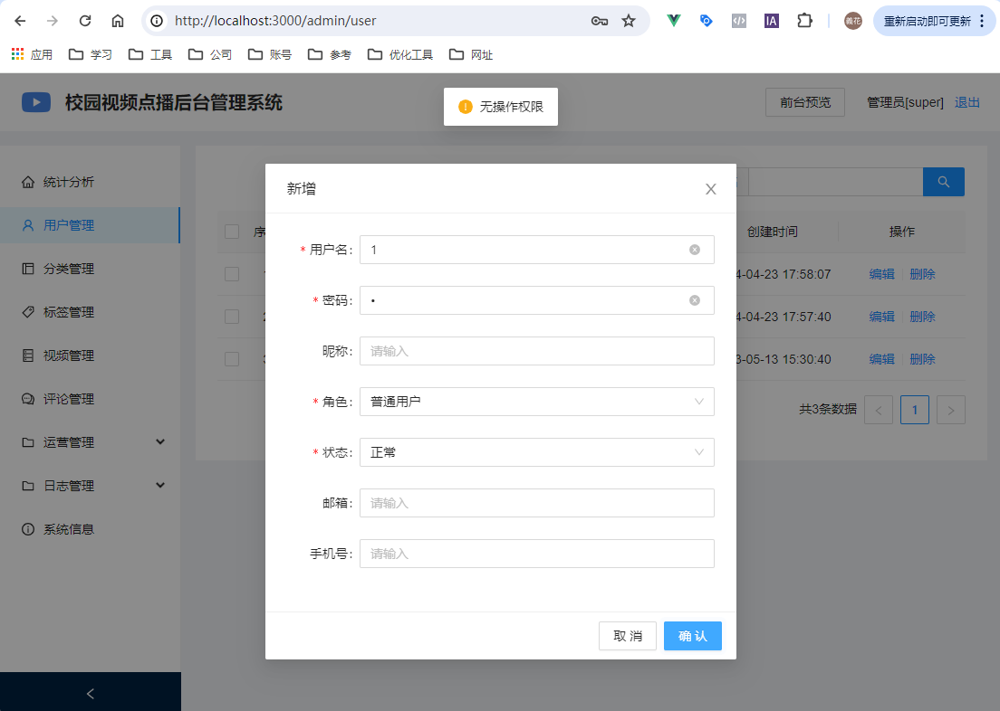 http://localhost:3000/admin/user
IA
義花
重新启动即可更新
应用 学习 工具 公司 账号 参考 优化工具 网址
校园视频点播后台管理系统
无操作权限
前台预览 管理员[super] 退出
统计分析
用户管理
分类管理
标签管理
视频管理
评论管理
运营管理
日志管理
系统信息
新增
* 用户名: 1
* 密码: •
昵称: 请输入
* 角色: 普通用户
* 状态: 正常
邮箱: 请输入
手机号: 请输入
取 消 确 认
序
创建时间 操作
4-04-23 17:58:07 编辑 删除
4-04-23 17:57:40 编辑 删除
3-05-13 15:30:40 编辑 删除
共3条数据 < 1 >